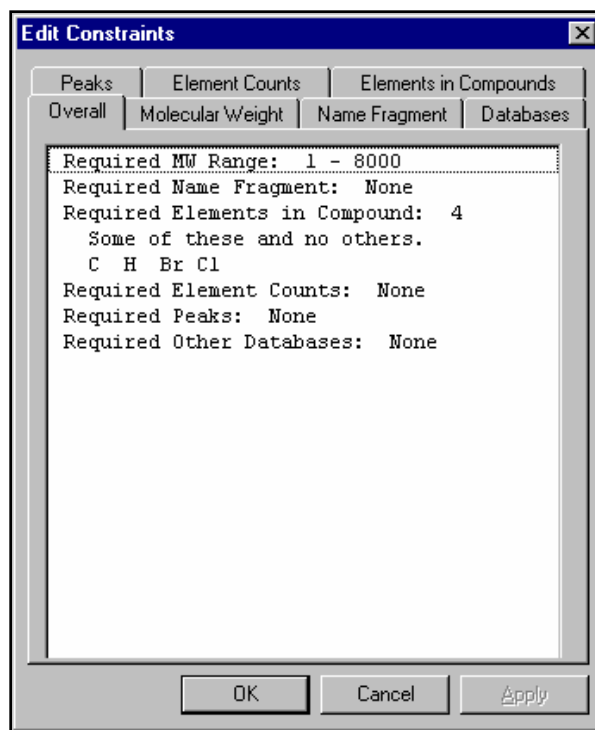 Edit Constraints
Peaks Element Counts Elements in Compounds
Overall Molecular Weight Name Fragment Databases
Required MW Range: 1 - 8000
Required Name Fragment: None
Required Elements in Compound: 4
Some of these and no others.
C H Br Cl
Required Element Counts: None
Required Peaks: None
Required Other Databases: None
OK Cancel Apply